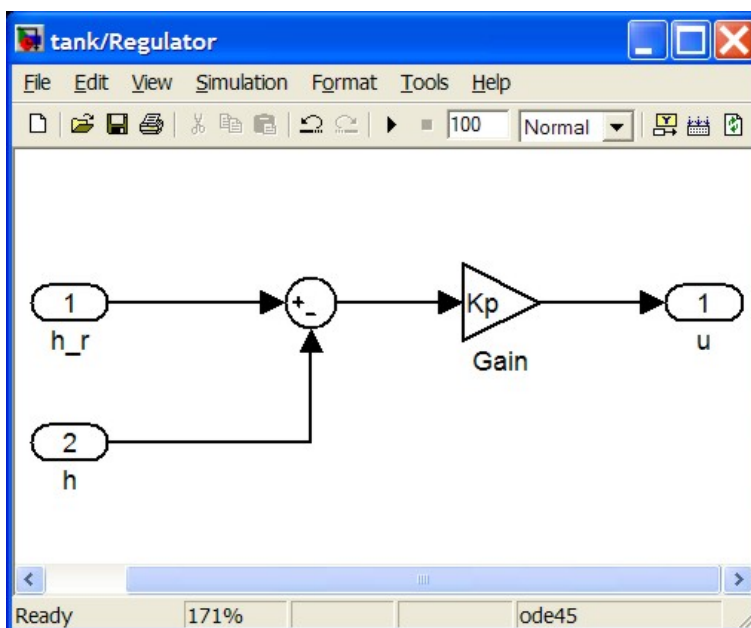 tank/Regulator
File Edit View Simulation Format Tools Help
100 Normal
1 + - Kp 1
h_r Gain u
2
h
Ready 171% ode45